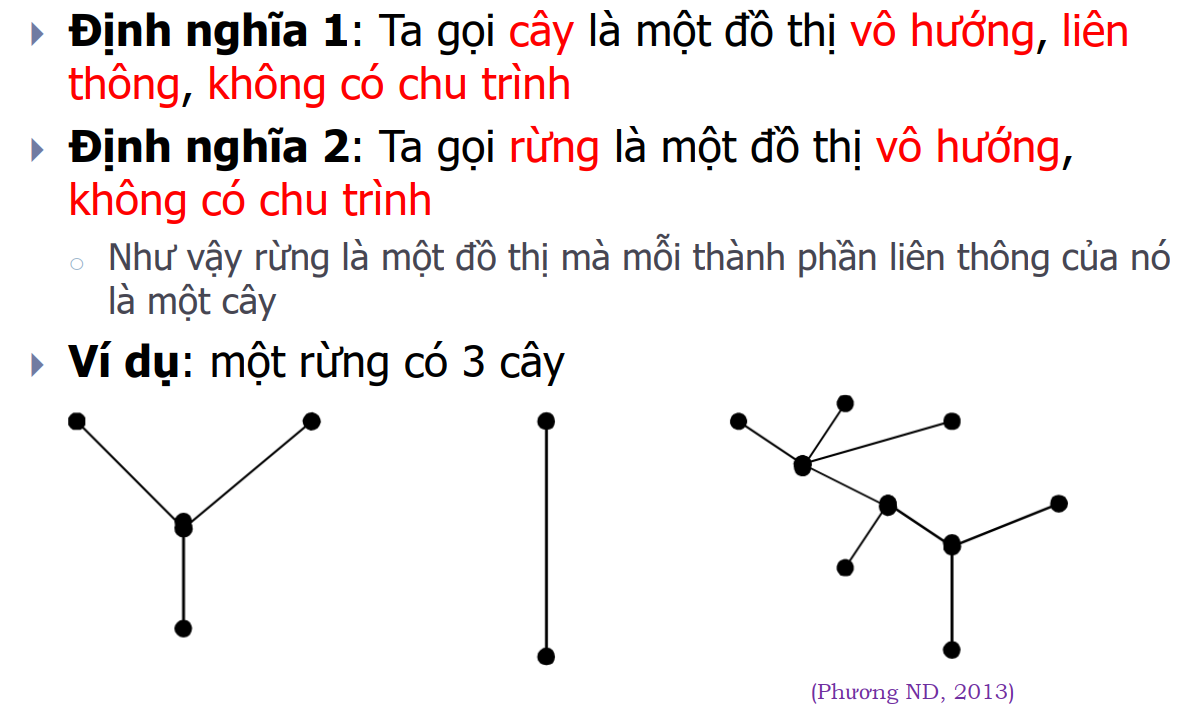 Định nghĩa 1: Ta gọi cây là một đồ thị vô hướng, liên
thông, không có chu trình
Định nghĩa 2: Ta gọi rừng là một đồ thị vô hướng,
không có chu trình
Như vậy rừng là một đồ thị mà mỗi thành phần liên thông của nó
là một cây
Ví dụ: một rừng có 3 cây
(Phương ND, 2013)